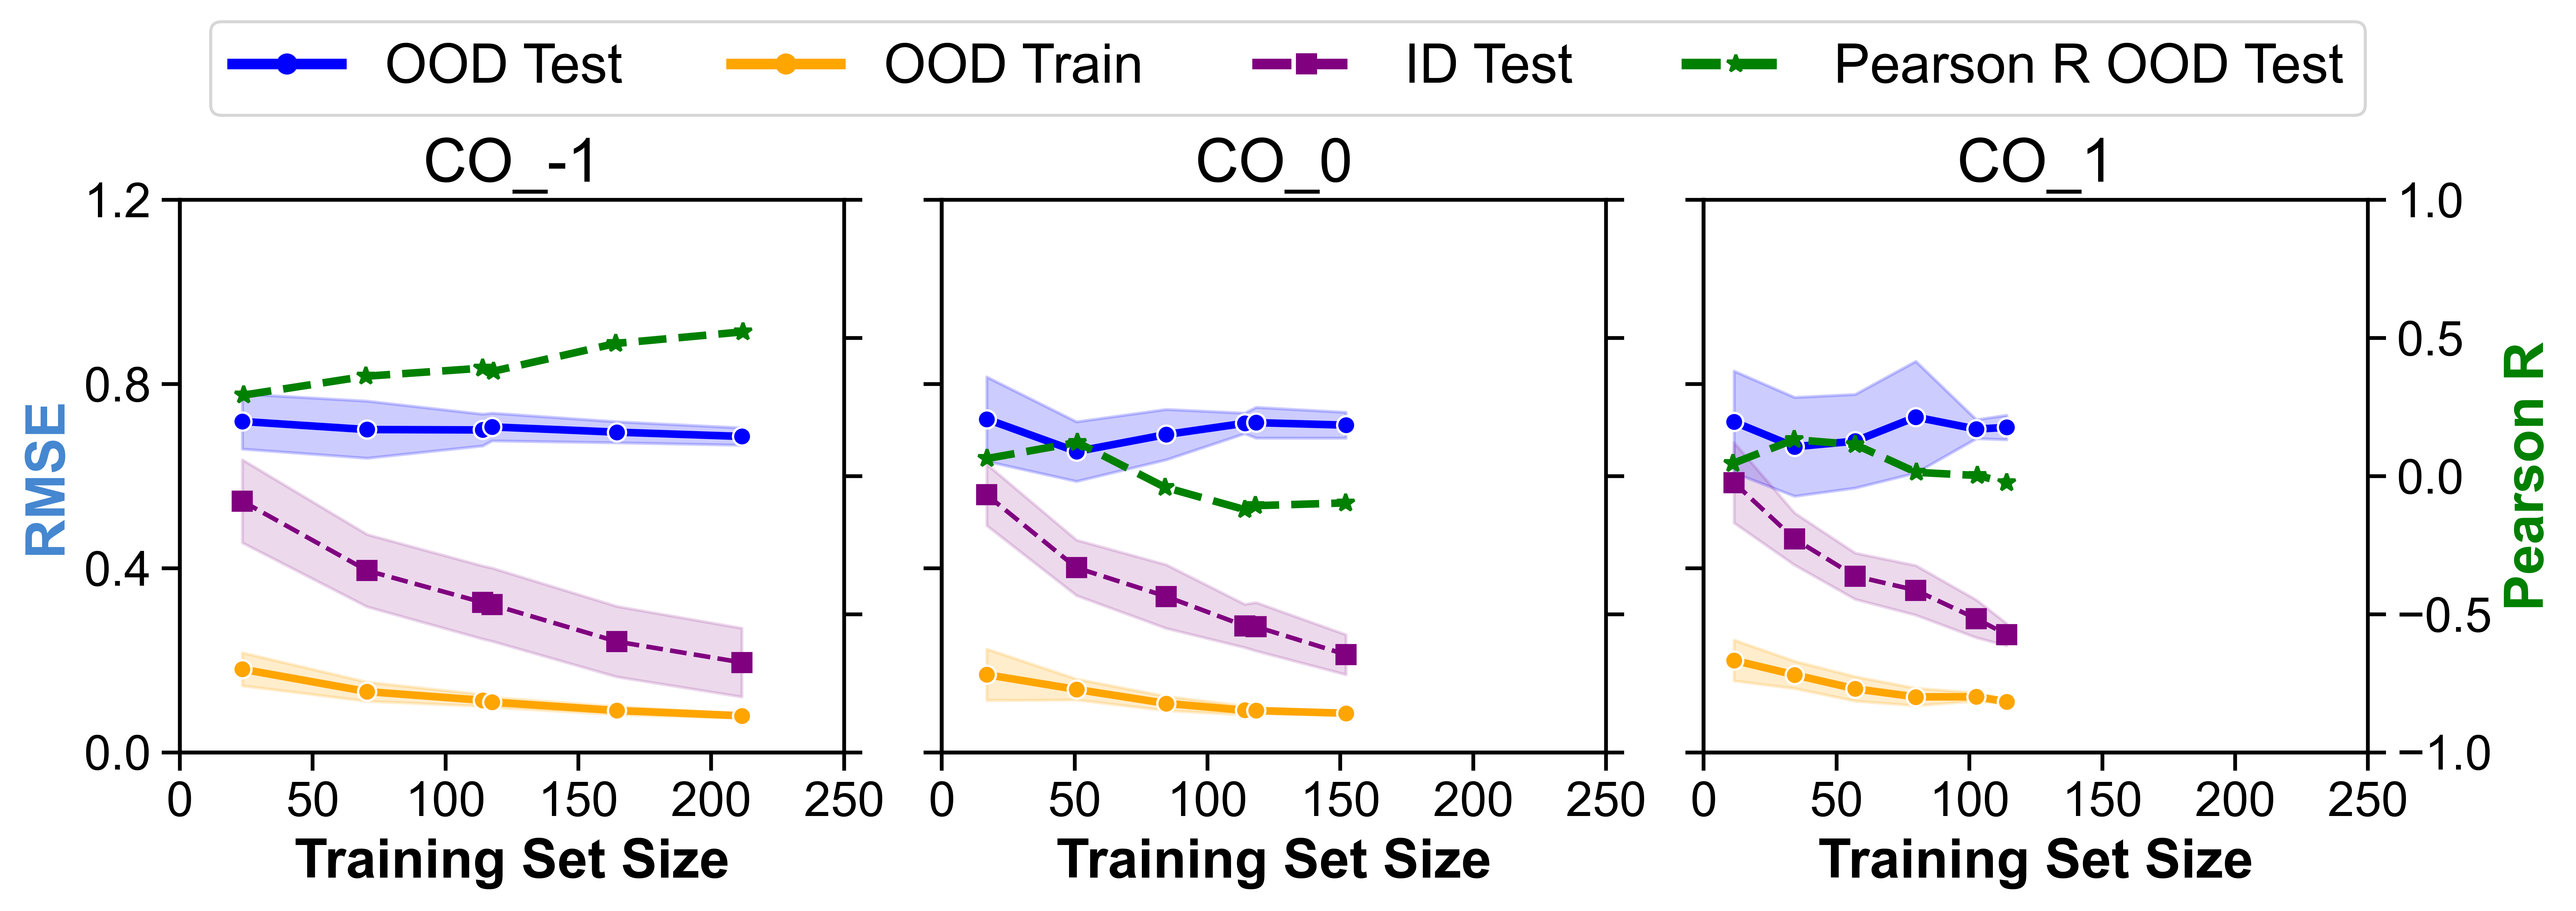 OOD Test OOD Train ID Test Pearson R OOD Test
CO_-1 CO_0 CO_1
RMSE
1.2
0.8
0.4
0.0
0 50 100 150 200 250
Training Set Size
0 50 100 150 200 250
Training Set Size
0 50 100 150 200 250
Training Set Size
1.0
0.5
0.0
−0.5
−1.0
Pearson R